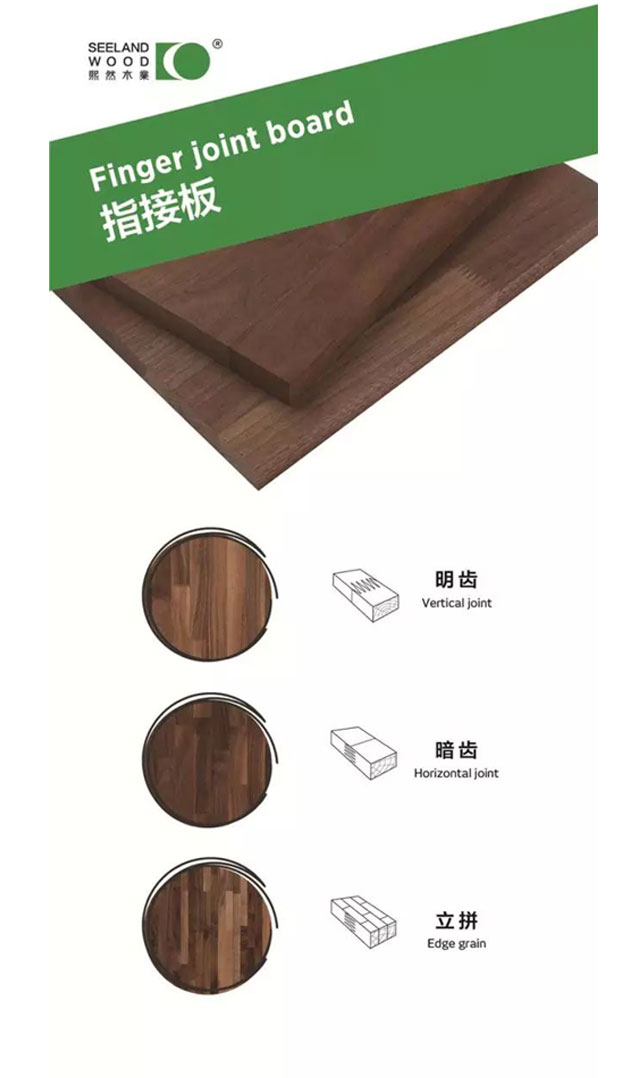 SEELAND
WOOD
熙然木業
®
Finger joint board
指接板
明齿
Vertical joint
暗齿
Horizontal joint
立拼
Edge grain